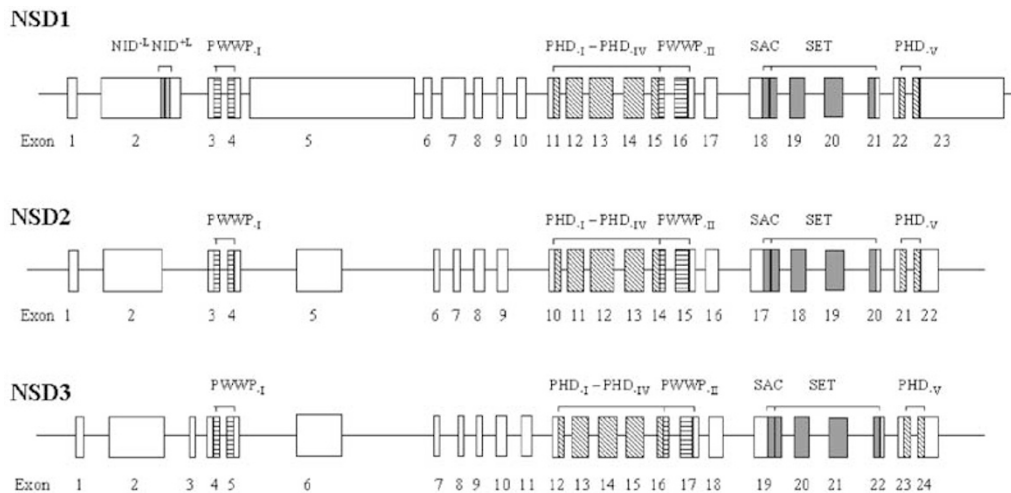 NSD1
NID-L NID+L PWWP-I PHD-I – PHD-IV PWWP-II SAC SET PHD-V
Exon 1 2 3 4 5 6 7 8 9 10 11 12 13 14 15 16 17 18 19 20 21 22 23
NSD2
PWWP-I PHD-I – PHD-IV PWWP-II SAC SET PHD-V
Exon 1 2 3 4 5 6 7 8 9 10 11 12 13 14 15 16 17 18 19 20 21 22
NSD3
PWWP-I PHD-I – PHD-IV PWWP-II SAC SET PHD-V
Exon 1 2 3 4 5 6 7 8 9 10 11 12 13 14 15 16 17 18 19 20 21 22 23 24